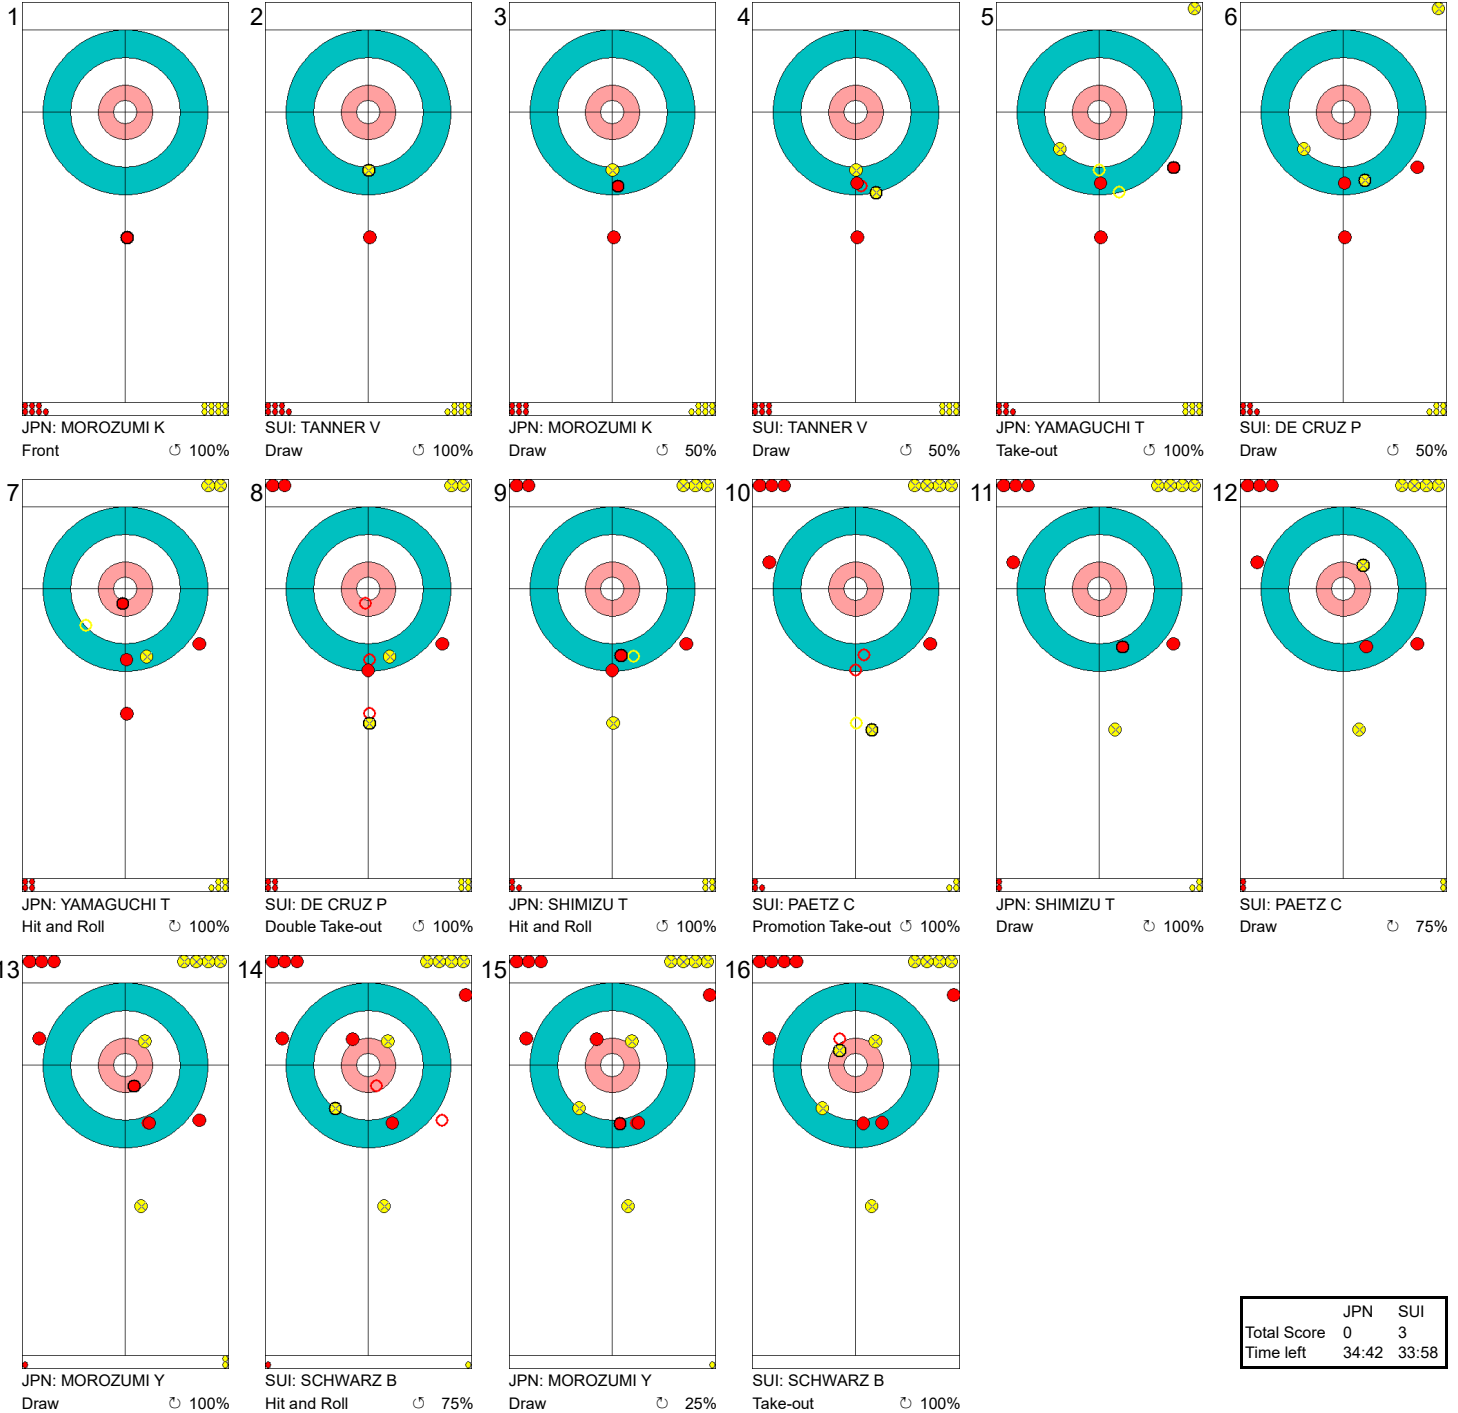 1 2 3 4 5 6
JPN: MOROZUMI K SUI: TANNER V JPN: MOROZUMI K SUI: TANNER V JPN: YAMAGUCHI T SUI: DE CRUZ P
Front ↺ 100% Draw ↺ 100% Draw ↺ 50% Draw ↺ 50% Take-out ↺ 100% Draw ↺ 50%
7 8 9 10 11 12
JPN: YAMAGUCHI T SUI: DE CRUZ P JPN: SHIMIZU T SUI: PAETZ C JPN: SHIMIZU T SUI: PAETZ C
Hit and Roll ↻ 100% Double Take-out ↺ 100% Hit and Roll ↻ 100% Promotion Take-out ↺ 100% Draw ↻ 100% Draw ↻ 75%
13 14 15 16
JPN: MOROZUMI Y SUI: SCHWARZ B JPN: MOROZUMI Y SUI: SCHWARZ B
Draw ↻ 100% Hit and Roll ↺ 75% Draw ↻ 25% Take-out ↻ 100%
JPN SUI
Total Score 0 3
Time left 34:42 33:58